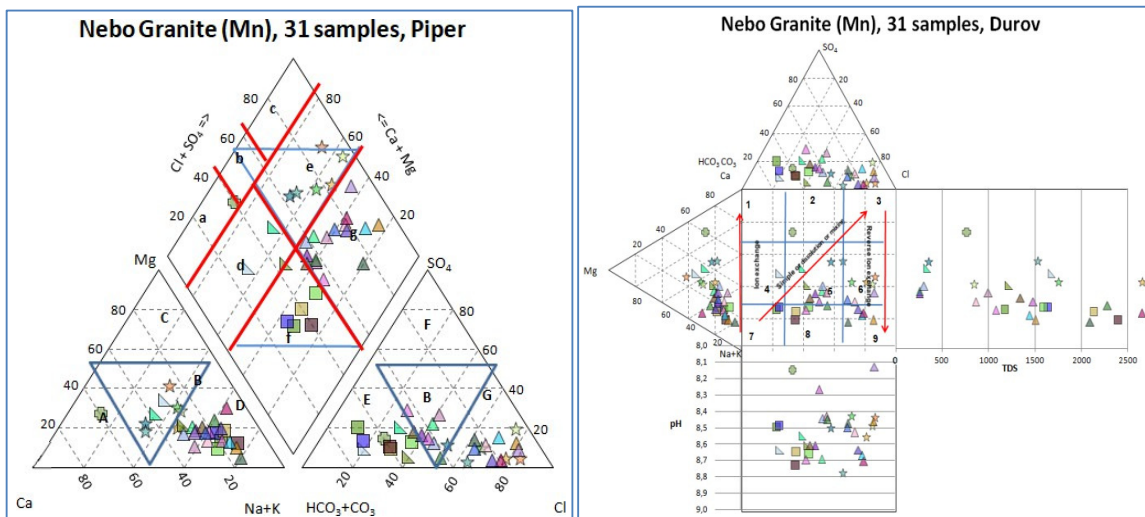 Nebo Granite (Mn), 31 samples, Piper
80
80
c
60
60
Cl + SO₄ =>
<= Ca + Mg
b
e
40
40
20
a
20
g
d
Mg
SO₄
f
80
C
F
80
60
60
40
B
40
A
D
E
B
G
20
20
80
60
40
20
20
40
60
80
Ca
Na+K
HCO₃+CO₃
Cl
Nebo Granite (Mn), 31 samples, Durov
SO₄
80
60
40
HCO₃ CO₃
20
Ca
Cl
80
1
2
3
60
40
Mg
Ion exchange
Simple or dissolution or mixing
Reverse Ion exchange
4
5
6
20
40
60
7
8
9
Na+K
8,0
0
500
1000
1500
2000
2500
TDS
8,1
8,2
8,3
8,4
pH
8,5
8,6
8,7
8,8
8,9
9,0